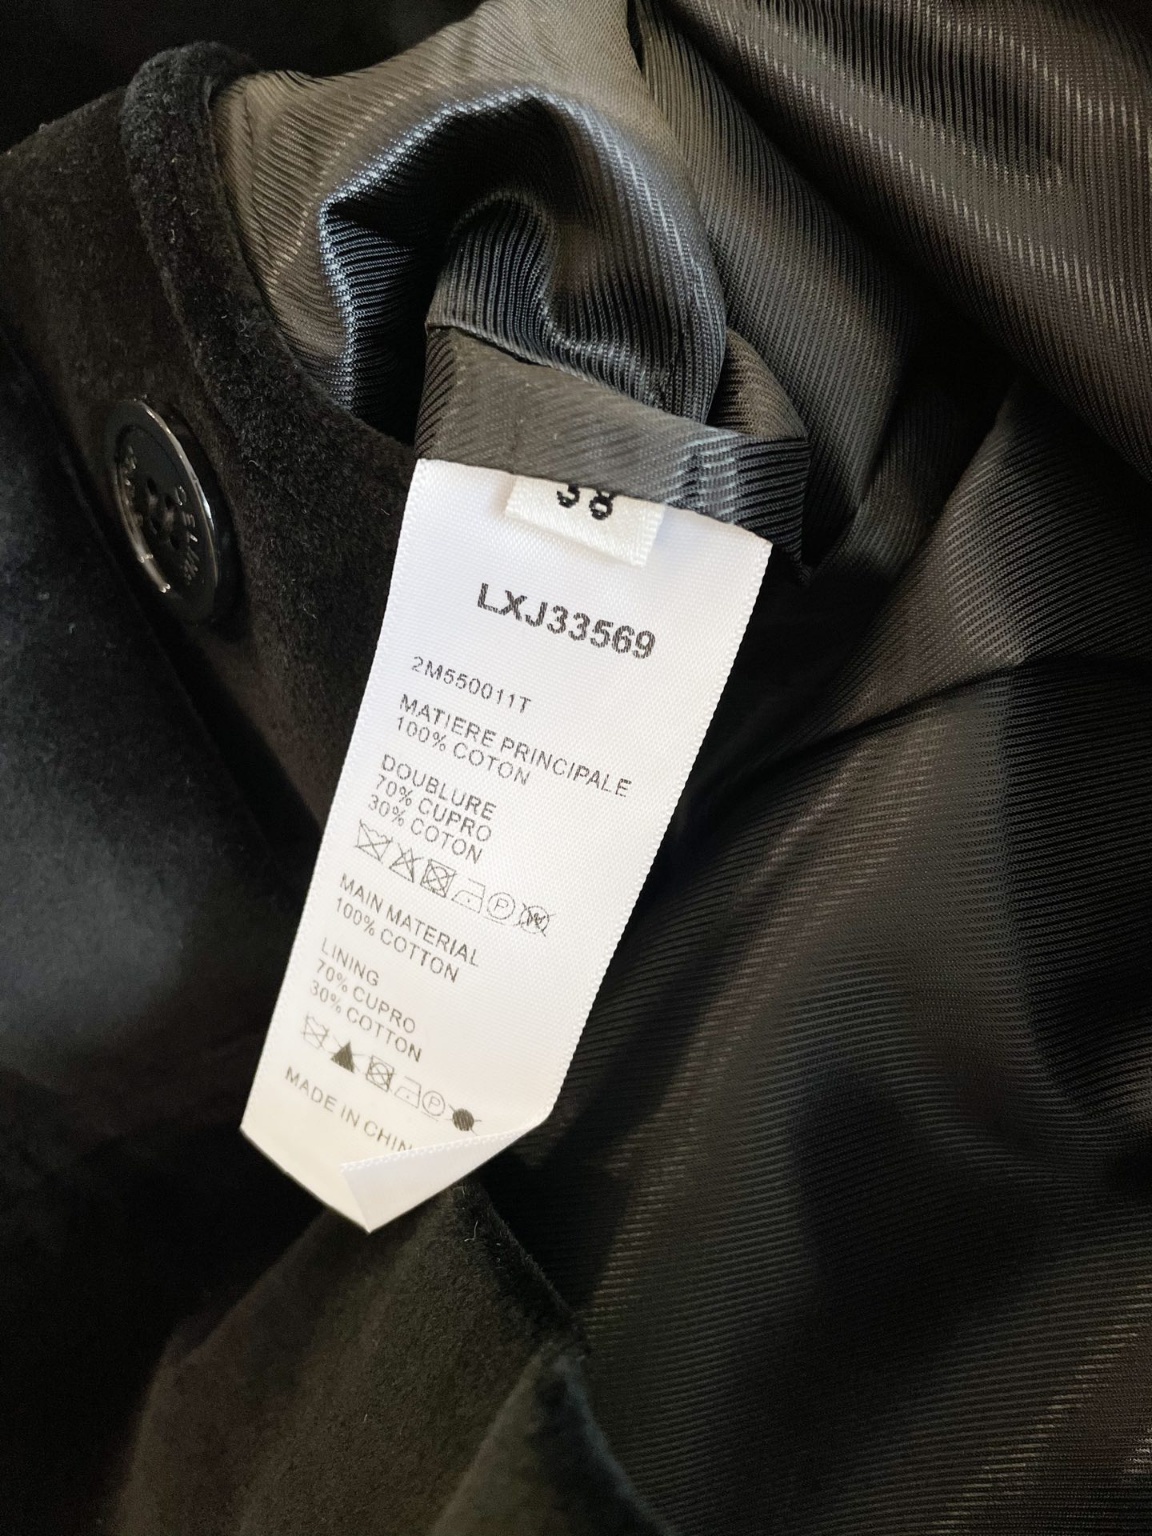 38
LXJ33569
2M550011T
MATIERE PRINCIPALE
100% COTON
DOUBLURE
70% CUPRO
30% COTON
P
MAIN MATERIAL
100% COTTON
LINING
70% CUPRO
30% COTTON
P
MADE IN CHIN